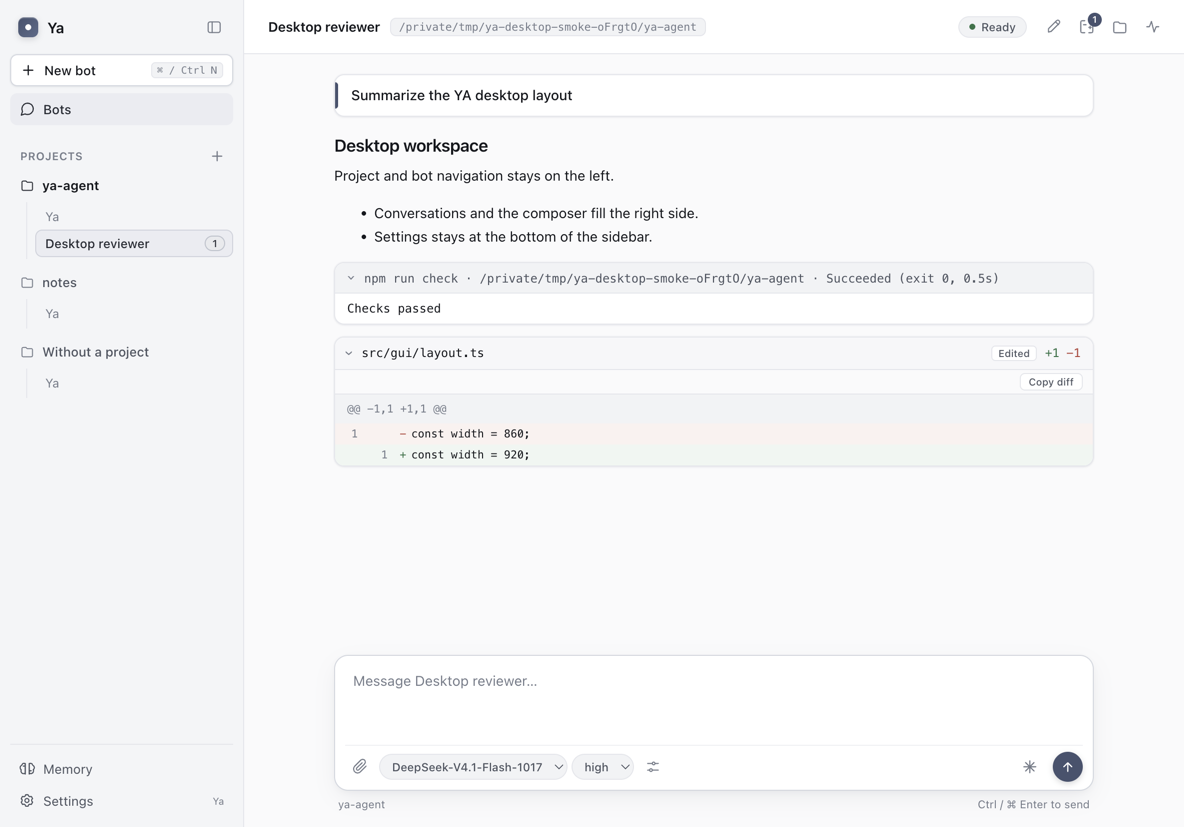 Ya
New bot
⌘ / Ctrl N
Bots
PROJECTS
ya-agent
Ya
Desktop reviewer 1
notes
Ya
Without a project
Ya
Memory
Settings Ya
Desktop reviewer /private/tmp/ya-desktop-smoke-oFrgtO/ya-agent Ready 1
Summarize the YA desktop layout
Desktop workspace
Project and bot navigation stays on the left.
• Conversations and the composer fill the right side.
• Settings stays at the bottom of the sidebar.
npm run check · /private/tmp/ya-desktop-smoke-oFrgtO/ya-agent · Succeeded (exit 0, 0.5s)
Checks passed
src/gui/layout.ts Edited +1 −1
Copy diff
@@ −1,1 +1,1 @@
1 − const width = 860;
1 + const width = 920;
Message Desktop reviewer...
DeepSeek-V4.1-Flash-1017 high
ya-agent Ctrl / ⌘ Enter to send